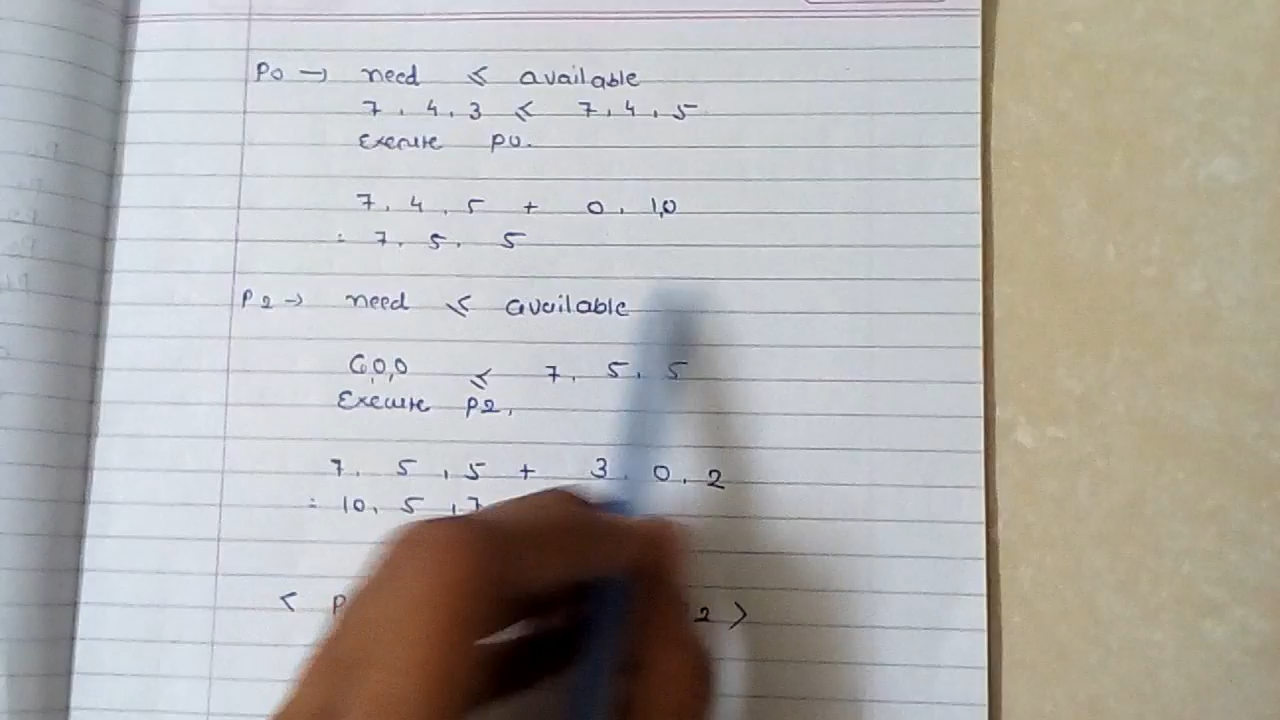 P0 → need ≤ available
7, 4, 3 ≤ 7, 4, 5
Execute P0.
7, 4, 5 + 0, 1,0
= 7, 5, 5
P2 → need ≤ available
6,0,0 ≤ 7, 5, 5
Execute P2,
7, 5, 5 + 3, 0, 2
= 10, 5, 7
< P 2 >